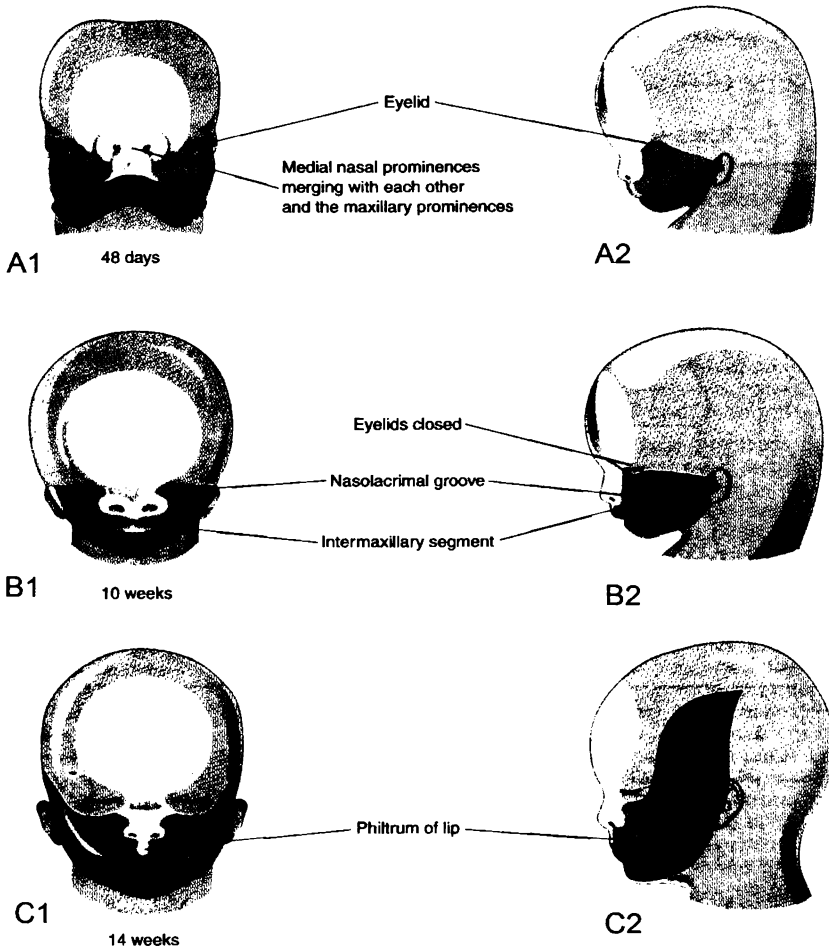 Eyelid
Medial nasal prominences
merging with each other
and the maxillary prominences
A1
48 days
A2
Eyelids closed
Nasolacrimal groove
Intermaxillary segment
B1
10 weeks
B2
Philtrum of lip
C1
14 weeks
C2